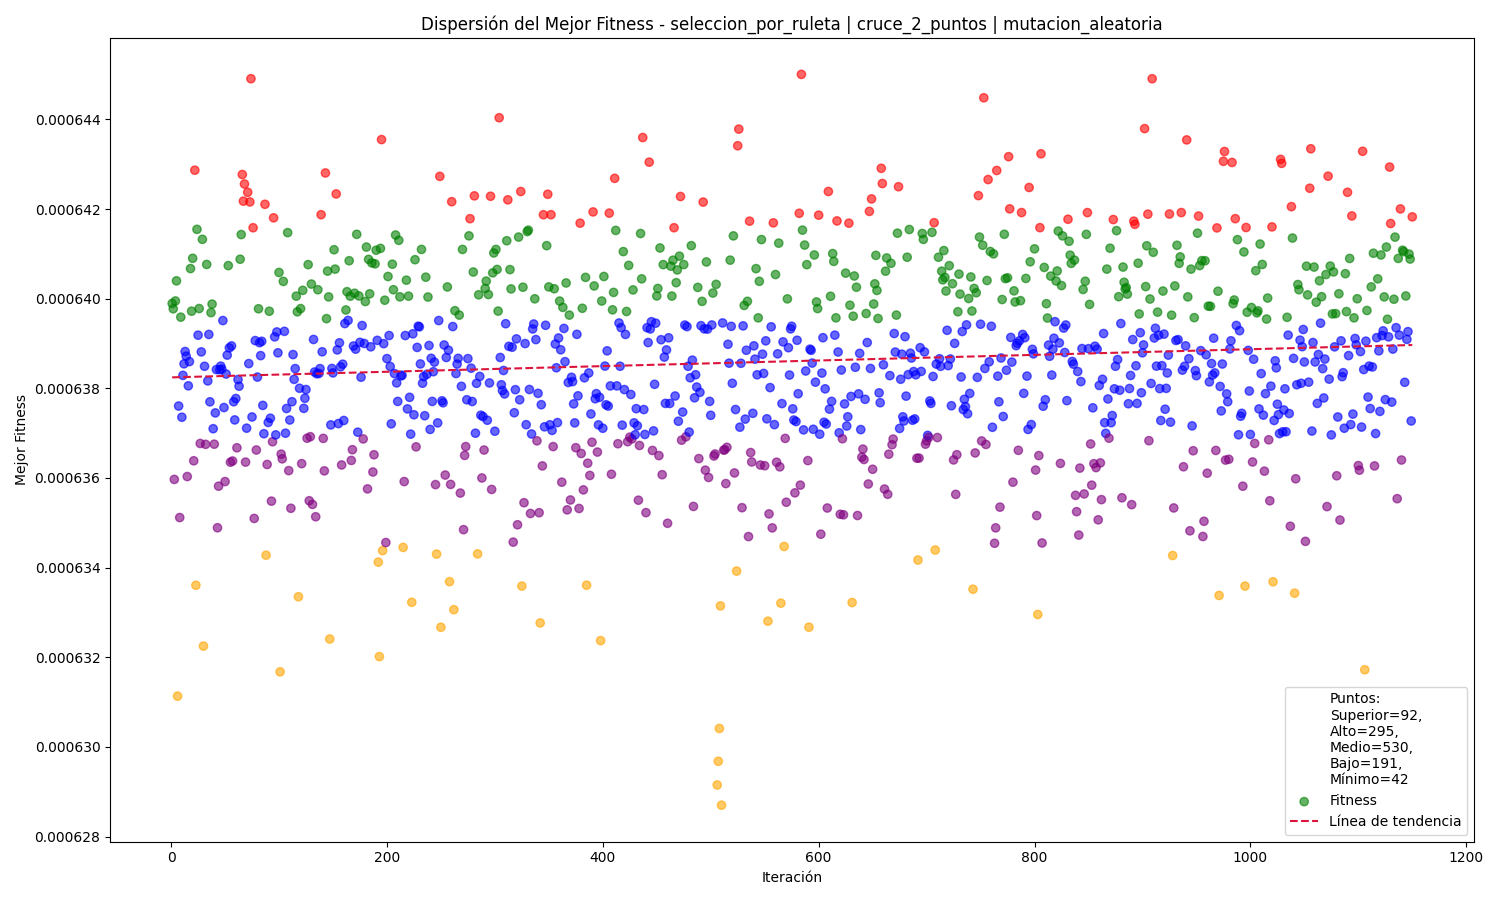 Dispersión del Mejor Fitness - seleccion_por_ruleta | cruce_2_puntos | mutacion_aleatoria
Mejor Fitness
0.000644
0.000642
0.000640
0.000638
0.000636
0.000634
0.000632
0.000630
0.000628
Puntos:
Superior=92,
Alto=295,
Medio=530,
Bajo=191,
Mínimo=42
Fitness
Línea de tendencia
0 200 400 600 800 1000 1200
Iteración